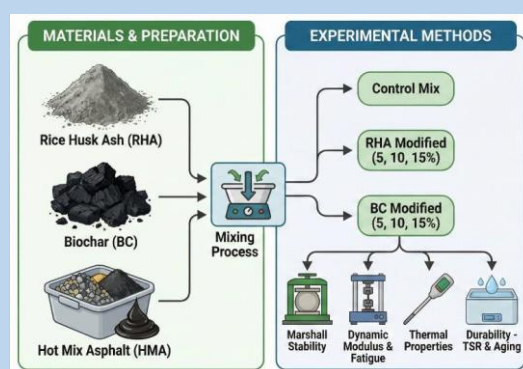 MATERIALS & PREPARATION
Rice Husk Ash (RHA)
Biochar (BC)
Hot Mix Asphalt (HMA)
Mixing
Process
EXPERIMENTAL METHODS
Control Mix
RHA Modified
(5, 10, 15%)
BC Modified
(5, 10, 15%)
Marshall
Stability
Dynamic
Modulus &
Fatigue
Thermal
Properties
Durability -
TSR & Aging